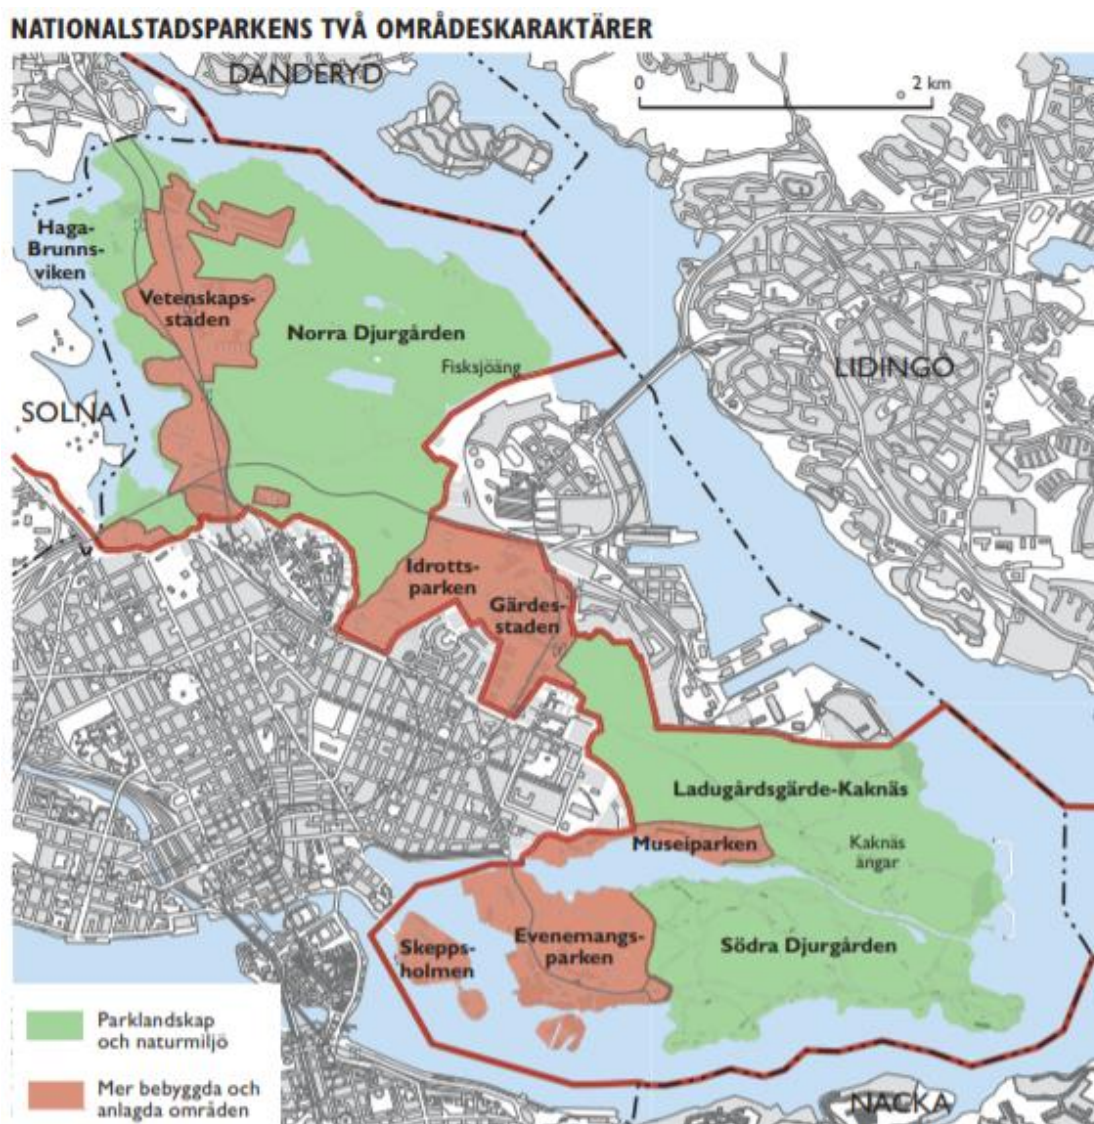 NATIONALSTADSPARKENS TVÅ OMRÅDESKARAKTÄRER
DANDERYD
0
2 km
Haga-
Brunns-
viken
Vetenskaps-
staden
Norra Djurgården
Fisksjöäng
LIDINGÖ
SOLNA
Idrotts-
parken
Gärdes-
staden
Ladugårdsgärde-Kaknäs
Museiparken
Kaknäs
ängar
Skepps-
holmen
Evenemangs-
parken
Södra Djurgården
Parklandskap
och naturmiljö
Mer bebyggda och
anlagda områden
NACKA